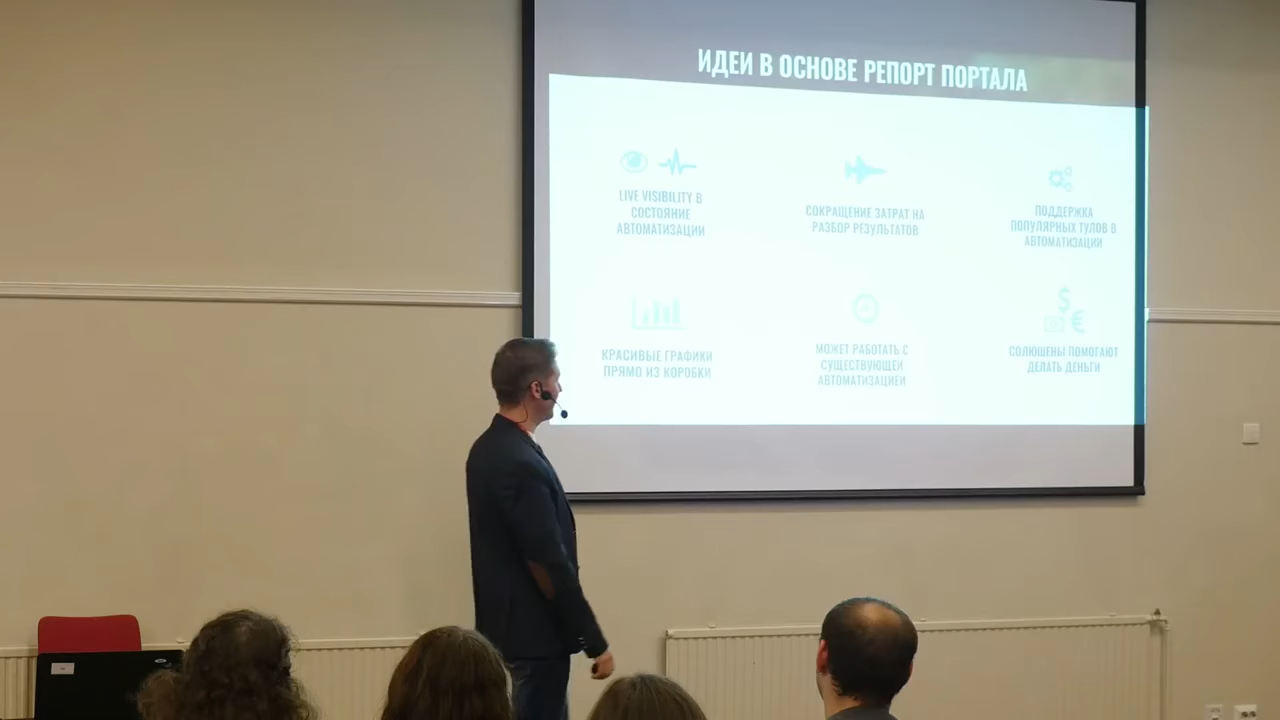 ИДЕИ В ОСНОВЕ РЕПОРТ ПОРТАЛА
LIVE VISIBILITY В
СОСТОЯНИЕ
АВТОМАТИЗАЦИИ
СОКРАЩЕНИЕ ЗАТРАТ НА
РАЗБОР РЕЗУЛЬТАТОВ
ПОДДЕРЖКА
ПОПУЛЯРНЫХ ТУЛОВ В
АВТОМАТИЗАЦИИ
$
€
КРАСИВЫЕ ГРАФИКИ
ПРЯМО ИЗ КОРОБКИ
МОЖЕТ РАБОТАТЬ С
СУЩЕСТВУЮЩЕЙ
АВТОМАТИЗАЦИЕЙ
СОЛЮШЕНЫ ПОМОГАЮТ
ДЕЛАТЬ ДЕНЬГИ